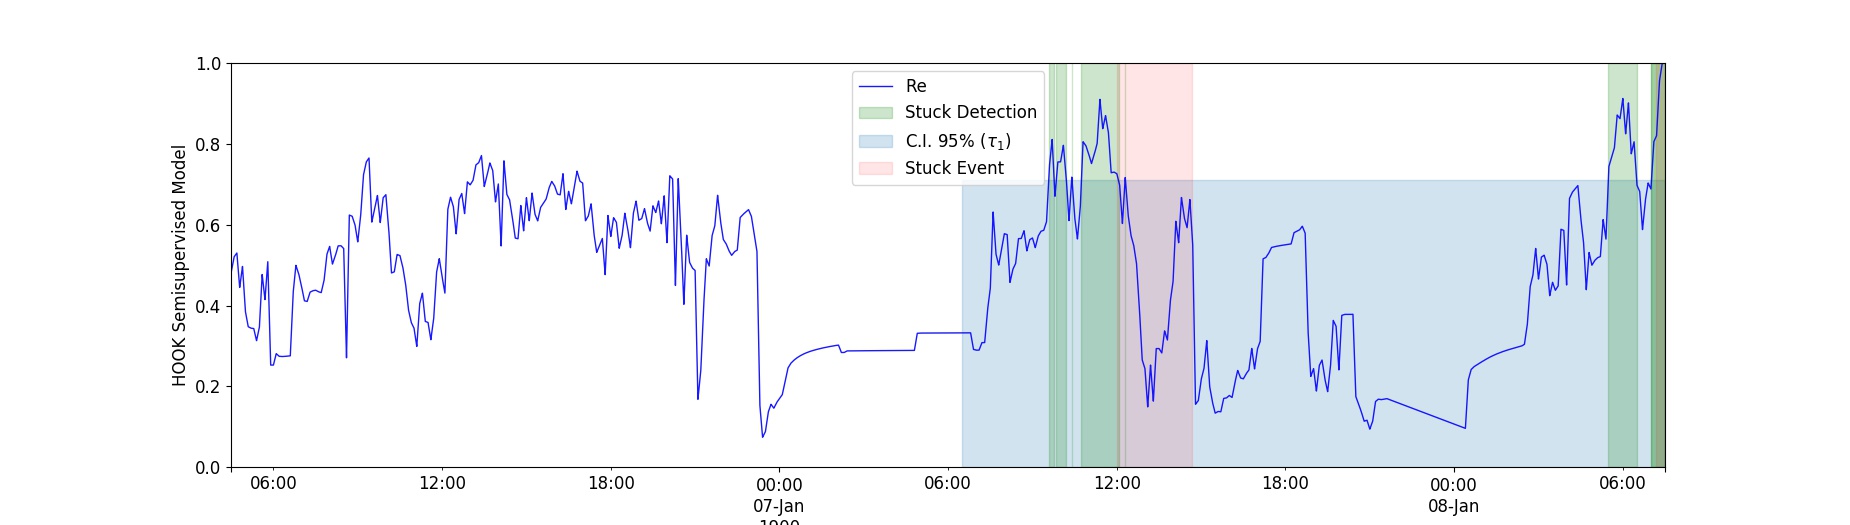 HOOK Semisupervised Model
1.0
0.8
0.6
0.4
0.2
0.0
Re
Stuck Detection
C.I. 95% (τ₁)
Stuck Event
06:00 12:00 18:00 00:00 06:00 12:00 18:00 00:00 06:00
07-Jan 08-Jan
1900